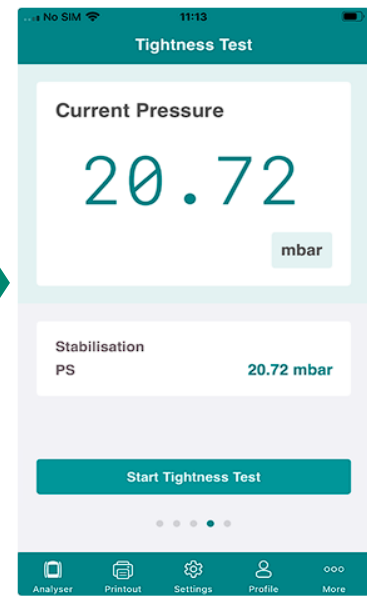 No SIM 11:13
Tightness Test
Current Pressure
20.72
mbar
Stabilisation
PS 20.72 mbar
Start Tightness Test
Analyser Printout Settings Profile More